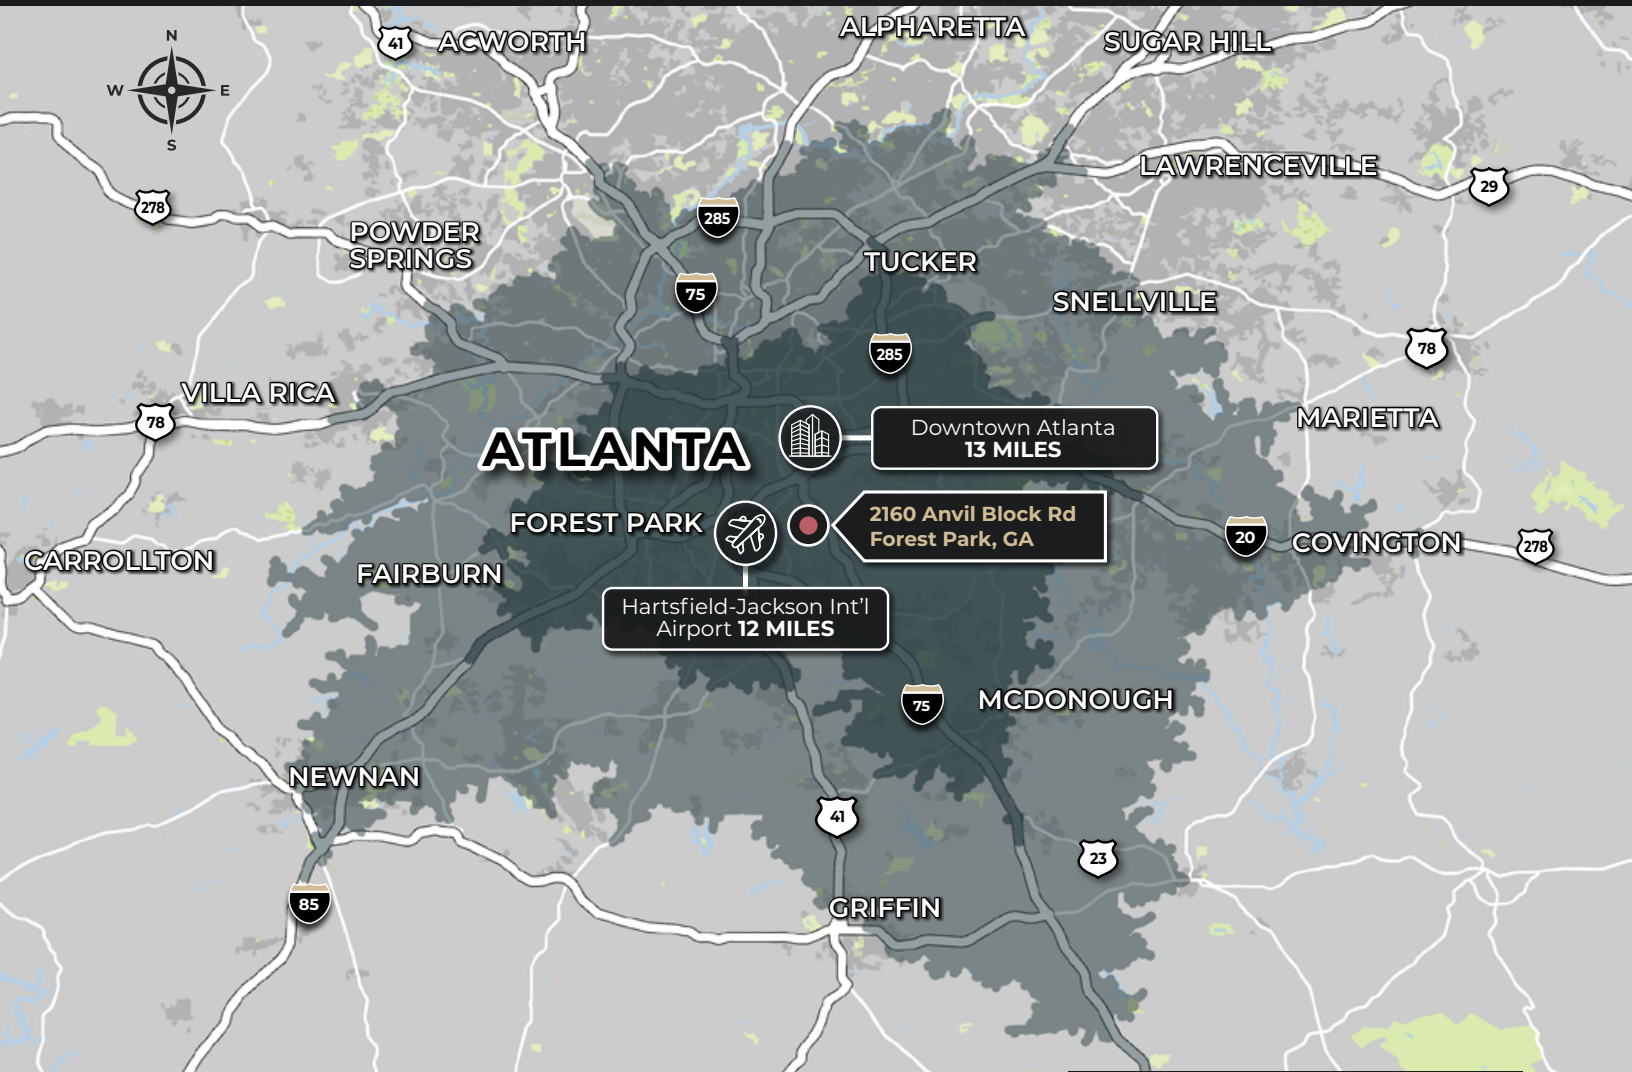 N
W
E
S
41
ACWORTH
ALPHARETTA
SUGAR HILL
LAWRENCEVILLE
29
278
POWDER
SPRINGS
285
TUCKER
75
SNELLVILLE
285
78
VILLA RICA
78
MARIETTA
ATLANTA
Downtown Atlanta
13 MILES
FOREST PARK
2160 Anvil Block Rd
Forest Park, GA
20
COVINGTON
278
CARROLLTON
FAIRBURN
Hartsfield-Jackson Int'l
Airport 12 MILES
75
MCDONOUGH
NEWNAN
41
23
85
GRIFFIN